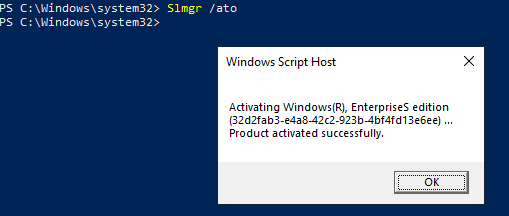 PS C:\Windows\system32> Slmgr /ato
PS C:\Windows\system32>
Windows Script Host
Activating Windows(R), EnterpriseS edition
(32d2fab3-e4a8-42c2-923b-4bf4fd13e6ee) ...
Product activated successfully.
OK